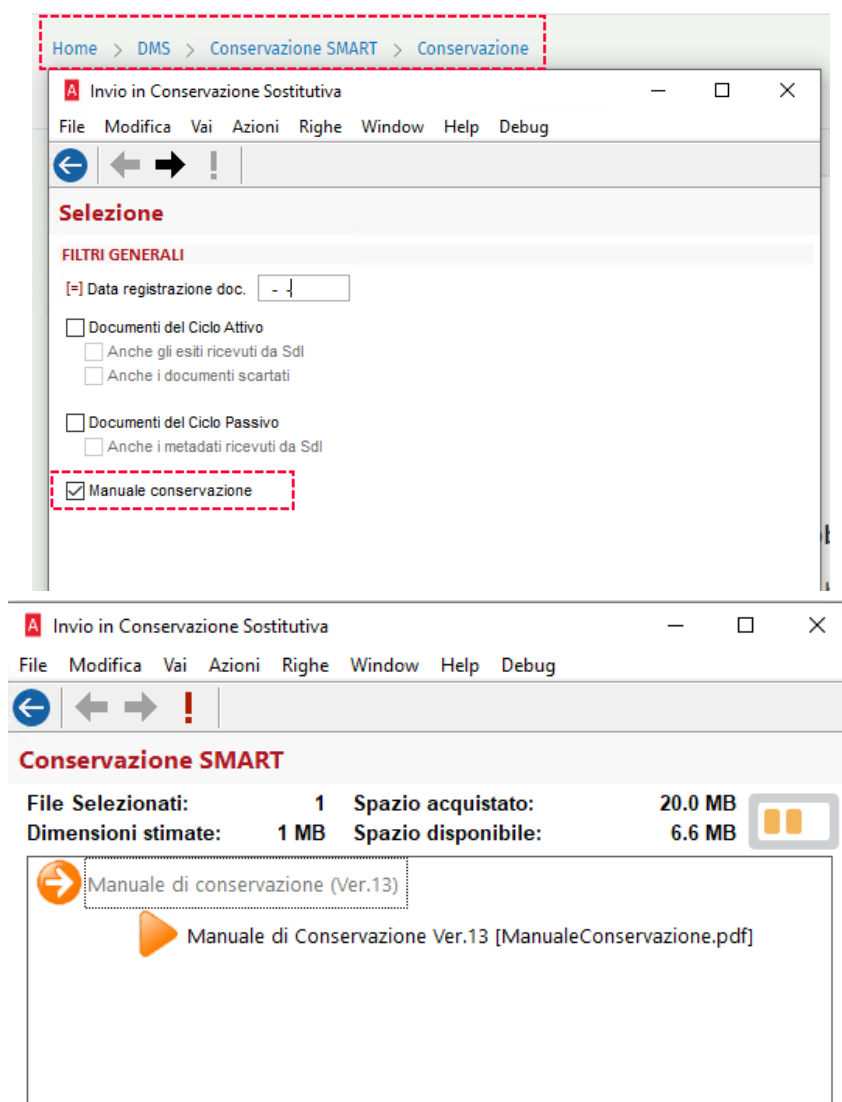 Home > DMS > Conservazione SMART > Conservazione
A Invio in Conservazione Sostitutiva
File Modifica Vai Azioni Righe Window Help Debug
Selezione
FILTRI GENERALI
[=] Data registrazione doc. - -
Documenti del Ciclo Attivo
Anche gli esiti ricevuti da SdI
Anche i documenti scartati
Documenti del Ciclo Passivo
Anche i metadati ricevuti da SdI
Manuale conservazione
A Invio in Conservazione Sostitutiva
File Modifica Vai Azioni Righe Window Help Debug
Conservazione SMART
File Selezionati: 1 Spazio acquistato: 20.0 MB
Dimensioni stimate: 1 MB Spazio disponibile: 6.6 MB
Manuale di conservazione (Ver.13)
Manuale di Conservazione Ver.13 [ManualeConservazione.pdf]